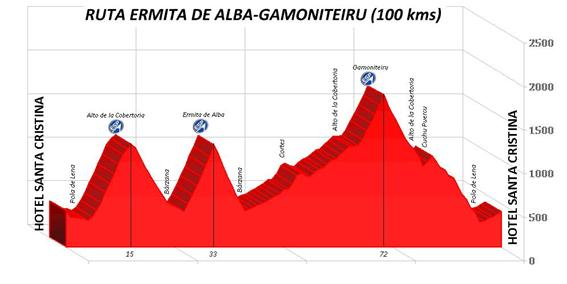 RUTA ERMITA DE ALBA-GAMONITEIRU (100 kms)
2500
2000
1500
1000
500
0
HOTEL SANTA CRISTINA
Pola de Lena
Alto de la Cobertoria
Bárzana
Ermita de Alba
Bárzana
Cortes
Alto de la Cobertoria
Gamoniteiru
Alto de la Cobertoria
Cuchu Puercu
Pola de Lena
HOTEL SANTA CRISTINA
15
33
72